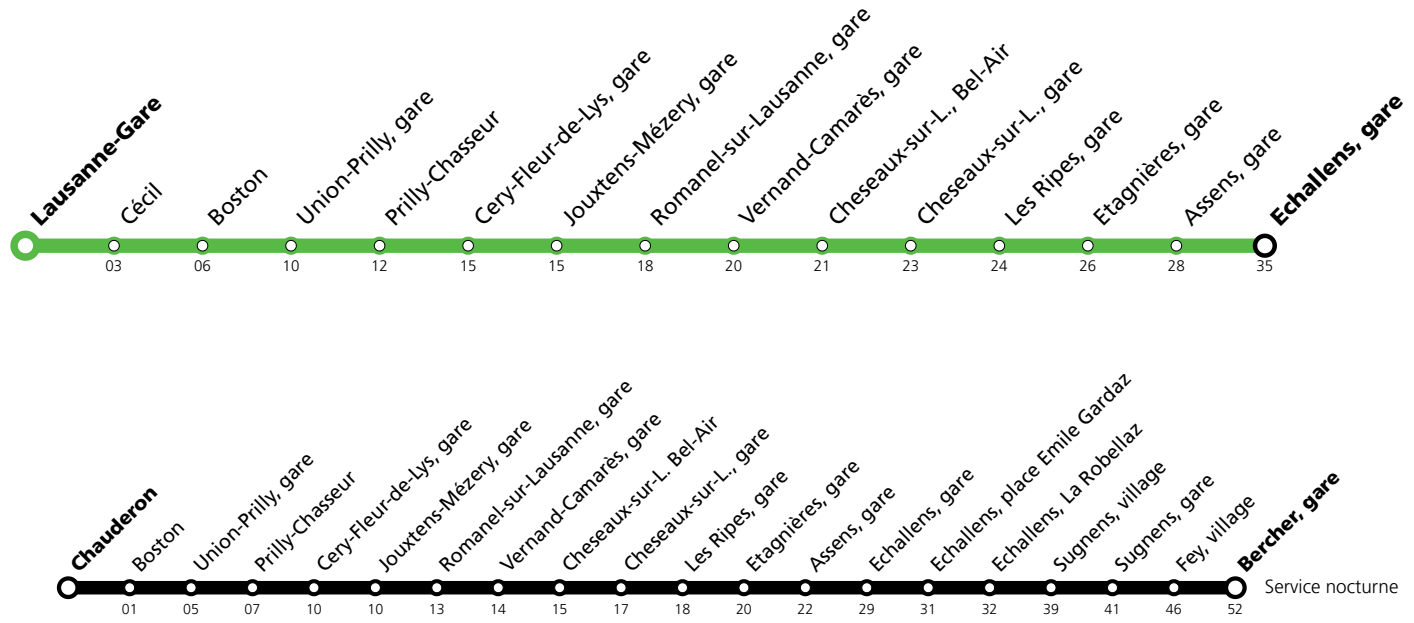 Lausanne-Gare
Cécil
Boston
Union-Prilly, gare
Prilly-Chasseur
Cery-Fleur-de-Lys, gare
Jouxtens-Mézery, gare
Romanel-sur-Lausanne, gare
Vernand-Camarès, gare
Cheseaux-sur-L., Bel-Air
Cheseaux-sur-L., gare
Les Ripes, gare
Etagnières, gare
Assens, gare
Echallens, gare
03 06 10 12 15 15 18 20 21 23 24 26 28 35
Chauderon
Boston
Union-Prilly, gare
Prilly-Chasseur
Cery-Fleur-de-Lys, gare
Jouxtens-Mézery, gare
Romanel-sur-Lausanne, gare
Vernand-Camarès, gare
Cheseaux-sur-L. Bel-Air
Cheseaux-sur-L., gare
Les Ripes, gare
Etagnières, gare
Assens, gare
Echallens, gare
Echallens, place Emile Gardaz
Echallens, La Robellaz
Sugnens, village
Sugnens, gare
Fey, village
Bercher, gare
Service nocturne
01 05 07 10 10 13 14 15 17 18 20 22 29 31 32 39 41 46 52